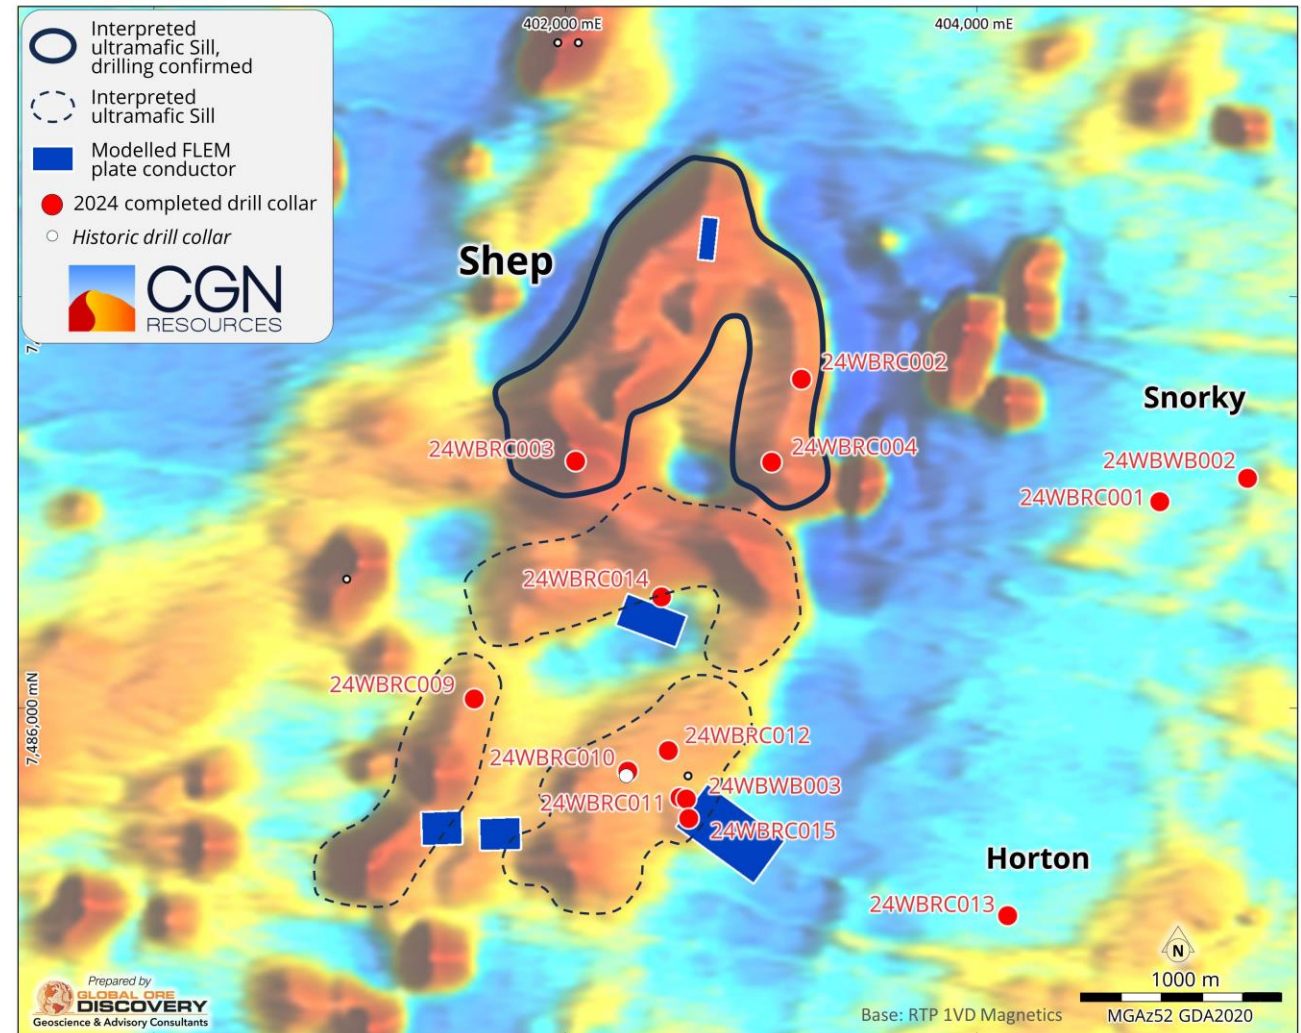 402,000 mE
404,000 mE
Interpreted
ultramafic Sill,
drilling confirmed
Interpreted
ultramafic Sill
Modelled FLEM
plate conductor
2024 completed drill collar
Historic drill collar
CGN
RESOURCES
7,
Shep
24WBRC002
Snorky
24WBRC003
24WBRC004
24WBWB002
24WBRC001
24WBRC014
24WBRC009
7,486,000 mN
24WBRC012
24WBRC010
24WBWB003
24WBRC011
24WBRC015
Horton
24WBRC013
N
1000 m
Prepared by
GLOBAL ORE
DISCOVERY
Geoscience & Advisory Consultants
Base: RTP 1VD Magnetics
MGAz52 GDA2020